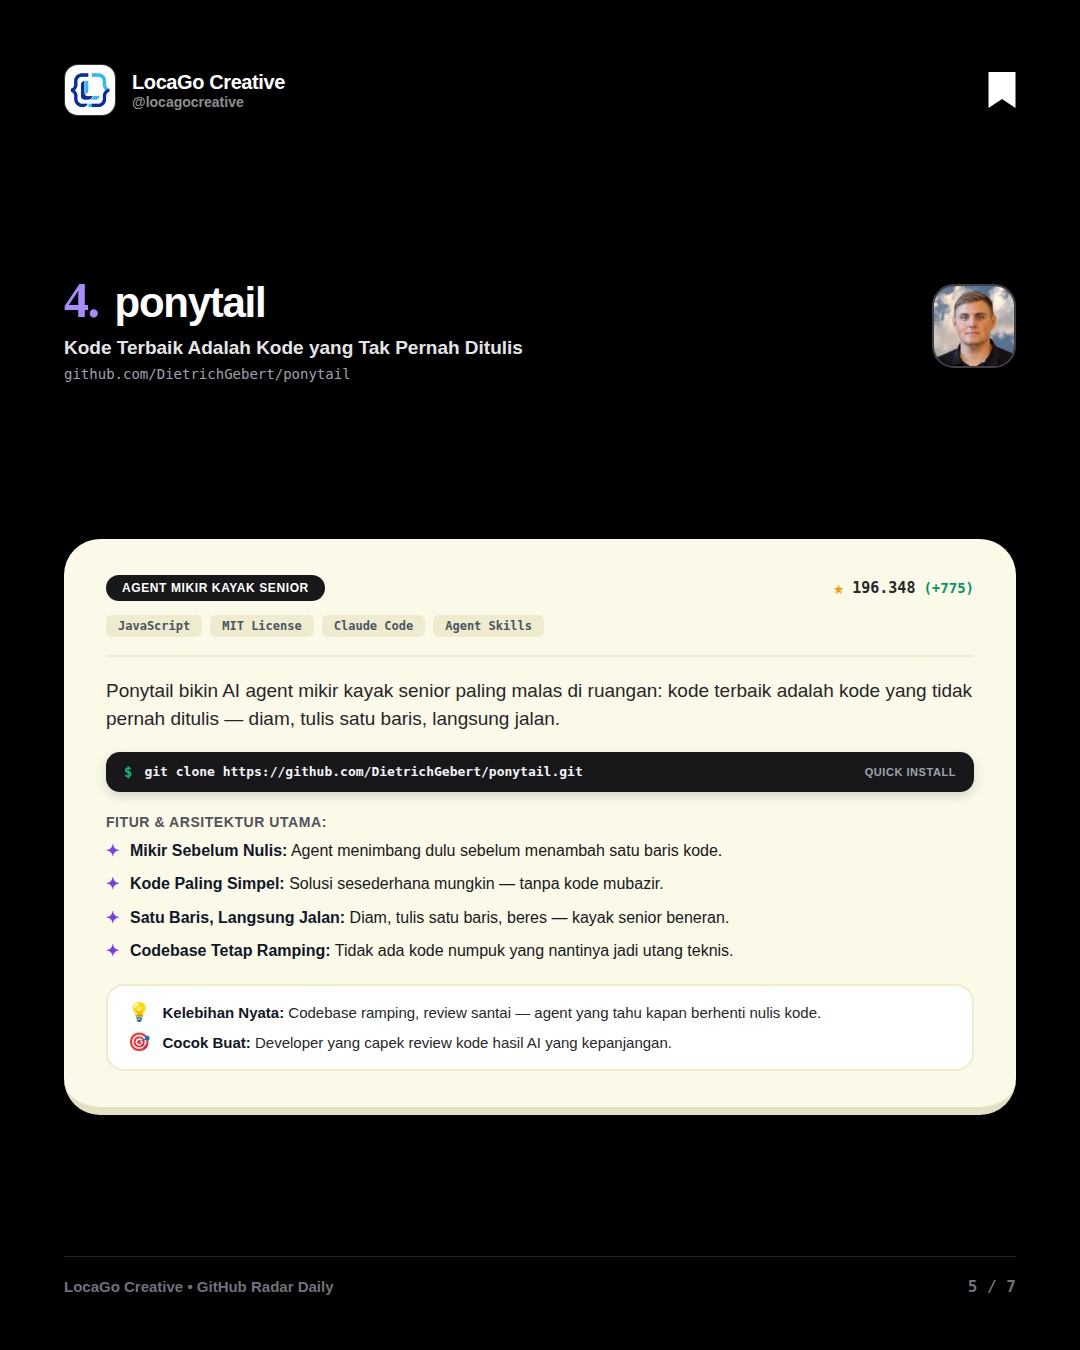 LocaGo Creative
@locagocreative
4. ponytail
Kode Terbaik Adalah Kode yang Tak Pernah Ditulis
github.com/DietrichGebert/ponytail
AGENT MIKIR KAYAK SENIOR
★ 196.348 (+775)
JavaScript MIT License Claude Code Agent Skills
Ponytail bikin AI agent mikir kayak senior paling malas di ruangan: kode terbaik adalah kode yang tidak
pernah ditulis — diam, tulis satu baris, langsung jalan.
$ git clone https://github.com/DietrichGebert/ponytail.git QUICK INSTALL
FITUR & ARSITEKTUR UTAMA:
✦ Mikir Sebelum Nulis: Agent menimbang dulu sebelum menambah satu baris kode.
✦ Kode Paling Simpel: Solusi sesederhana mungkin — tanpa kode mubazir.
✦ Satu Baris, Langsung Jalan: Diam, tulis satu baris, beres — kayak senior beneran.
✦ Codebase Tetap Ramping: Tidak ada kode numpuk yang nantinya jadi utang teknis.
💡 Kelebihan Nyata: Codebase ramping, review santai — agent yang tahu kapan berhenti nulis kode.
🎯 Cocok Buat: Developer yang capek review kode hasil AI yang kepanjangan.
LocaGo Creative • GitHub Radar Daily
5 / 7